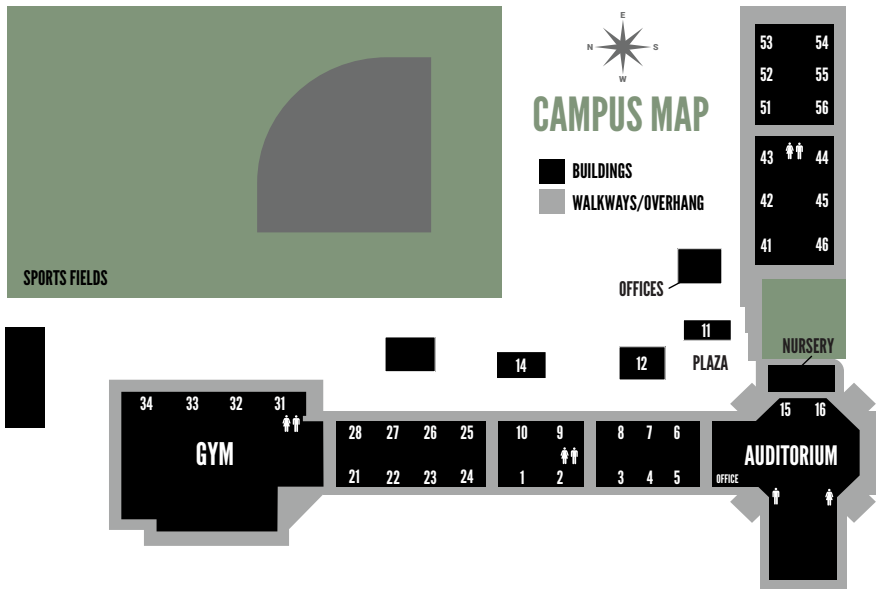 E
N S
W
CAMPUS MAP
BUILDINGS
WALKWAYS/OVERHANG
SPORTS FIELDS
53 54
52 55
51 56
43 44
42 45
41 46
OFFICES
11
NURSERY
14
12
PLAZA
34 33 32 31
GYM
28 27 26 25
21 22 23 24
10 9
1 2
8 7 6
3 4 5
15 16
AUDITORIUM
OFFICE